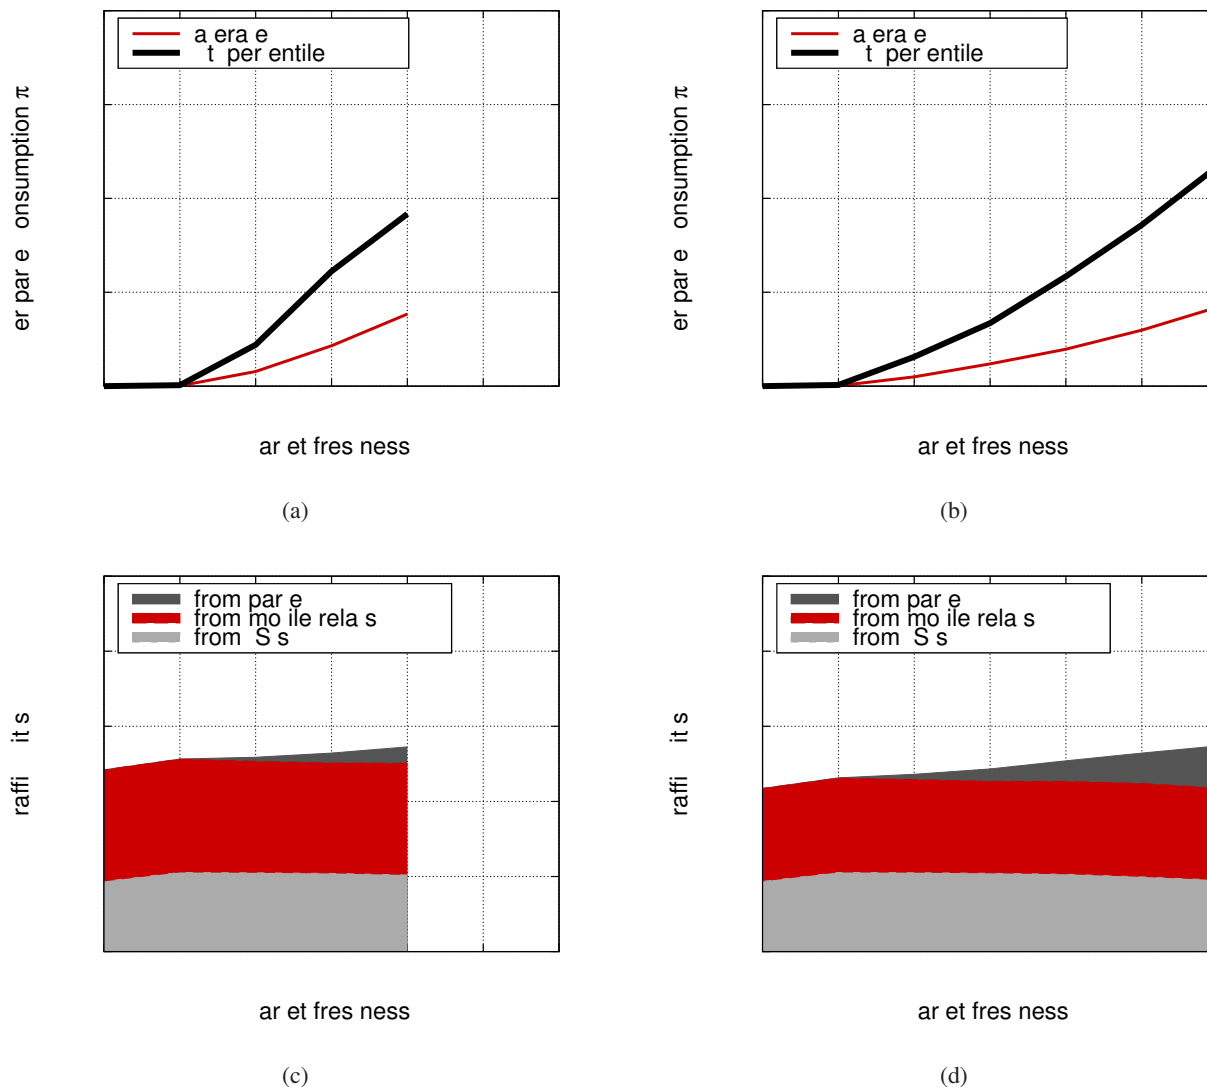 a era e
t per entile
er par e onsumption π
ar et fres ness
(a)
a era e
t per entile
er par e onsumption π
ar et fres ness
(b)
from par e
from mo ile rela s
from S s
raffi it s
ar et fres ness
(c)
from par e
from mo ile rela s
from S s
raffi it s
ar et fres ness
(d)